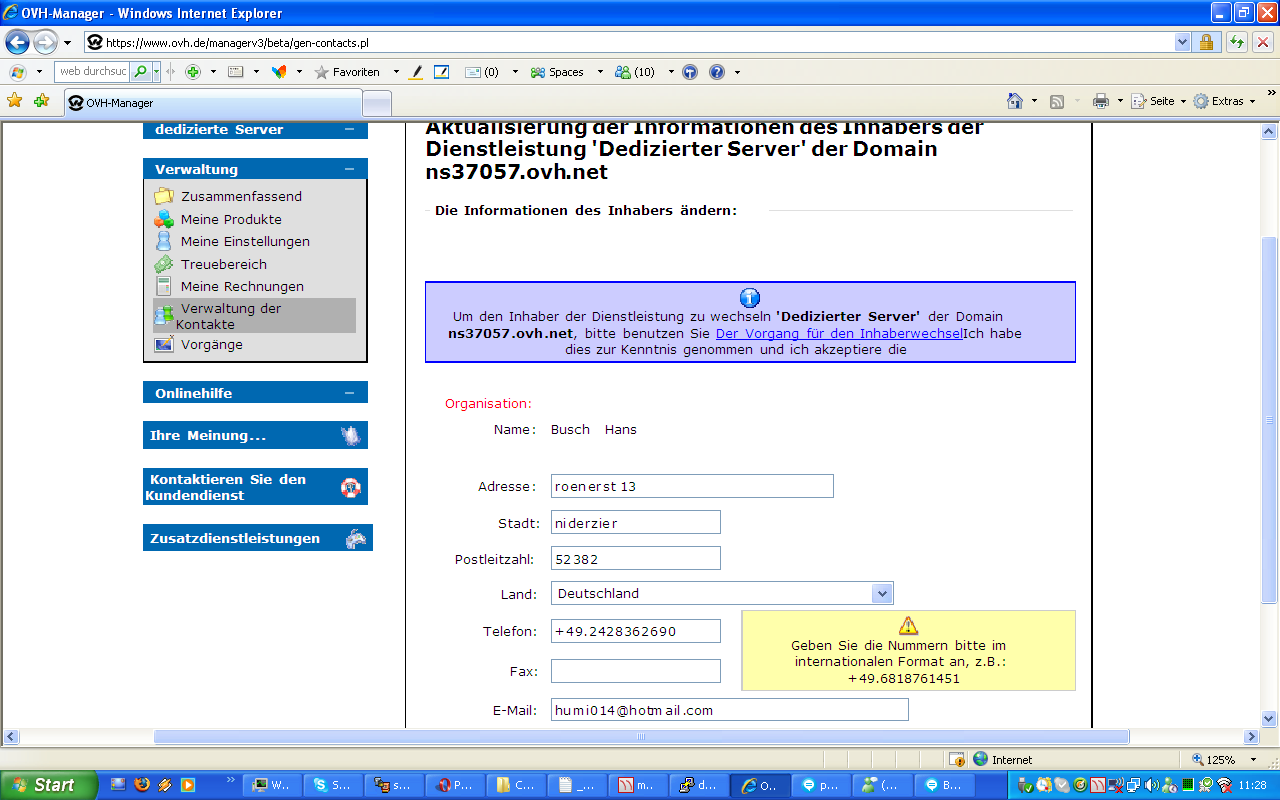 OVH-Manager - Windows Internet Explorer
https://www.ovh.de/managerv3/beta/gen-contacts.pl
web durchsuc
Favoriten
(0)
Spaces
(10)
OVH-Manager
Seite
Extras
dedizierte Server
Verwaltung
Zusammenfassend
Meine Produkte
Meine Einstellungen
Treuebereich
Meine Rechnungen
Verwaltung der
Kontakte
Vorgänge
Onlinehilfe
Ihre Meinung...
Kontaktieren Sie den
Kundendienst
Zusatzdienstleistungen
Aktualisierung der Informationen des Inhabers der
Dienstleistung 'Dedizierter Server' der Domain
ns37057.ovh.net
Die Informationen des Inhabers ändern:
Um den Inhaber der Dienstleistung zu wechseln 'Dedizierter Server' der Domain
ns37057.ovh.net, bitte benutzen Sie Der Vorgang für den InhaberwechselIch habe
dies zur Kenntnis genommen und ich akzeptiere die
Organisation:
Name: Busch Hans
Adresse: roenerst 13
Stadt: niderzier
Postleitzahl: 52382
Land: Deutschland
Telefon: +49.2428362690
Geben Sie die Nummern bitte im
internationalen Format an, z.B.:
+49.6818761451
Fax:
E-Mail: humi014@hotmail.com
Internet
125%
Start
W..
S...
s...
P...
C...
_...
m...
d...
O..
p...
(...
B...
11:28